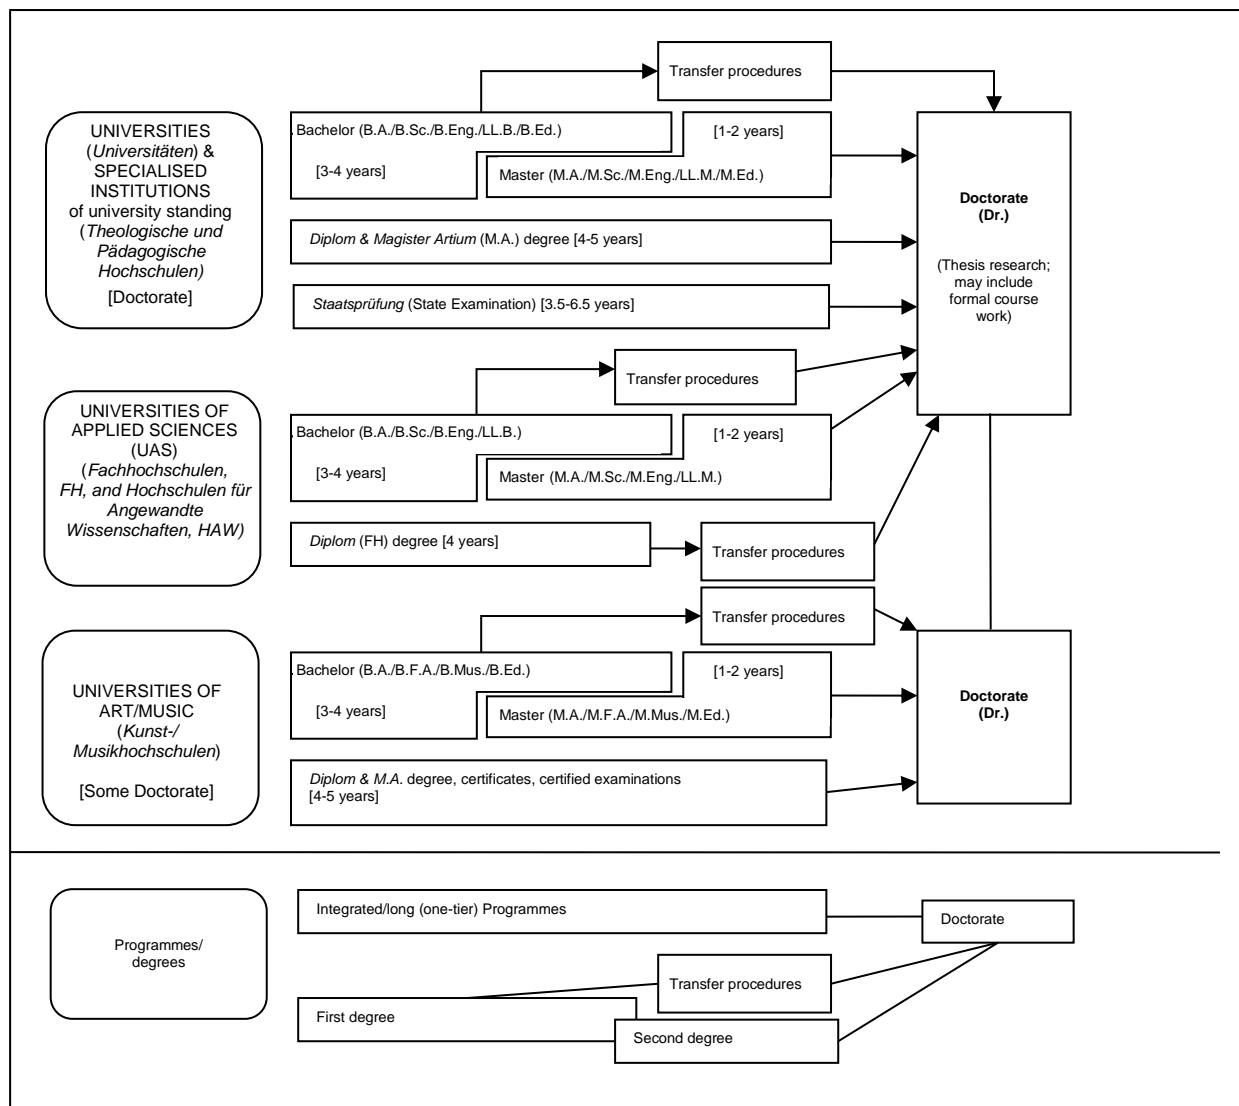 Transfer procedures
UNIVERSITIES
(Universitäten) &
SPECIALISED
INSTITUTIONS
of university standing
(Theologische und
Pädagogische
Hochschulen)
[Doctorate]
. Bachelor (B.A./B.Sc./B.Eng./LL.B./B.Ed.)
[3-4 years]
[1-2 years]
Master (M.A./M.Sc./M.Eng./LL.M./M.Ed.)
Diplom & Magister Artium (M.A.) degree [4-5 years]
Staatsprüfung (State Examination) [3.5-6.5 years]
Doctorate
(Dr.)
(Thesis research;
may include
formal course
work)
Transfer procedures
UNIVERSITIES OF
APPLIED SCIENCES
(UAS)
(Fachhochschulen,
FH, and Hochschulen für
Angewandte
Wissenschaften, HAW)
. Bachelor (B.A./B.Sc./B.Eng./LL.B.)
[3-4 years]
[1-2 years]
Master (M.A./M.Sc./M.Eng./LL.M.)
Diplom (FH) degree [4 years]
Transfer procedures
Transfer procedures
UNIVERSITIES OF
ART/MUSIC
(Kunst-/
Musikhochschulen)
[Some Doctorate]
. Bachelor (B.A./B.F.A./B.Mus./B.Ed.)
[3-4 years]
[1-2 years]
Master (M.A./M.F.A./M.Mus./M.Ed.)
Diplom & M.A. degree, certificates, certified examinations
[4-5 years]
Doctorate
(Dr.)
Programmes/
degrees
Integrated/long (one-tier) Programmes
Doctorate
Transfer procedures
First degree
Second degree